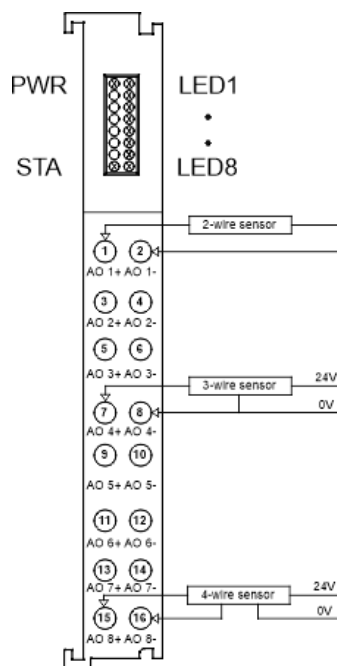 PWR LED1
STA LED8
2-wire sensor
1 2
AO 1+ AO 1-
3 4
AO 2+ AO 2-
5 6
AO 3+ AO 3-
3-wire sensor 24V
0V
7 8
AO 4+ AO 4-
9 10
AO 5+ AO 5-
11 12
AO 6+ AO 6-
13 14
AO 7+ AO 7-
4-wire sensor 24V
0V
15 16
AO 8+ AO 8-